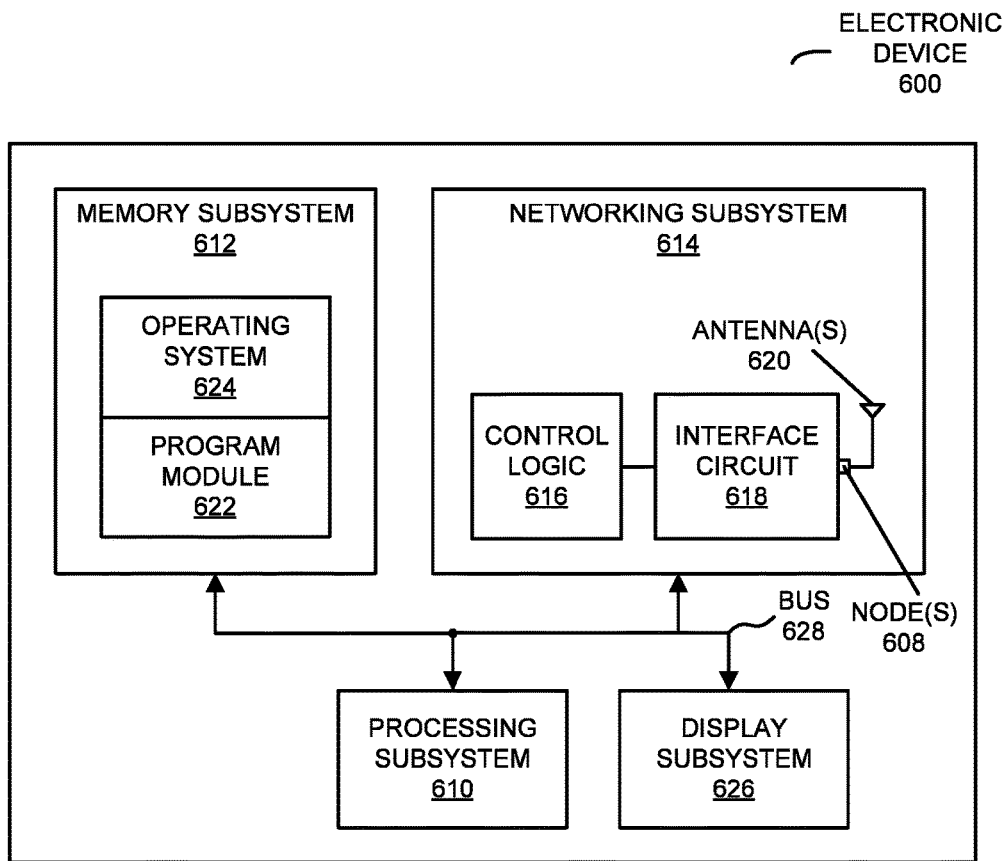 ELECTRONIC
DEVICE
600
MEMORY SUBSYSTEM
612
OPERATING
SYSTEM
624
PROGRAM
MODULE
622
NETWORKING SUBSYSTEM
614
ANTENNA(S)
620
CONTROL
LOGIC
616
INTERFACE
CIRCUIT
618
NODE(S)
608
BUS
628
PROCESSING
SUBSYSTEM
610
DISPLAY
SUBSYSTEM
626